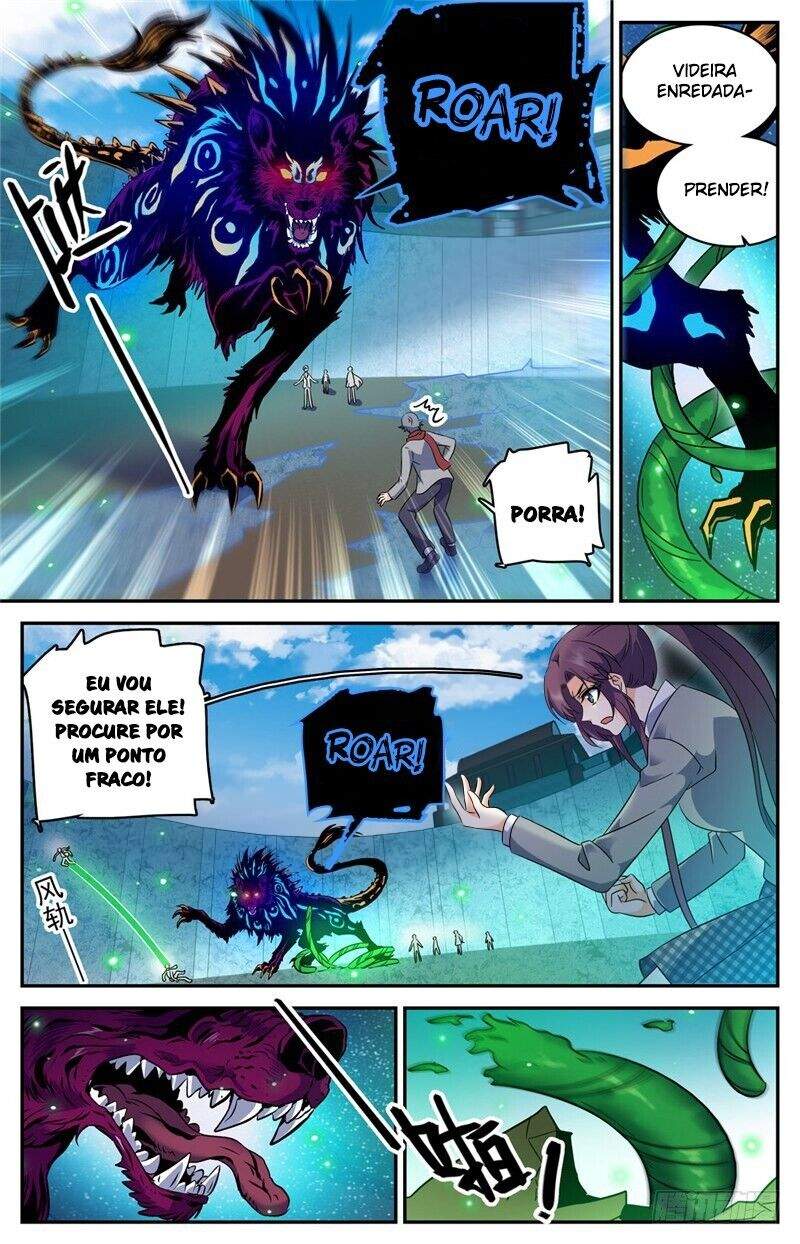 ROAR!
PORRA!
VIDEIRA
ENREDADA-
PRENDER!
EU VOU
SEGURAR ELE!
PROCURE POR
UM PONTO
FRACO!
ROAR!
风轨